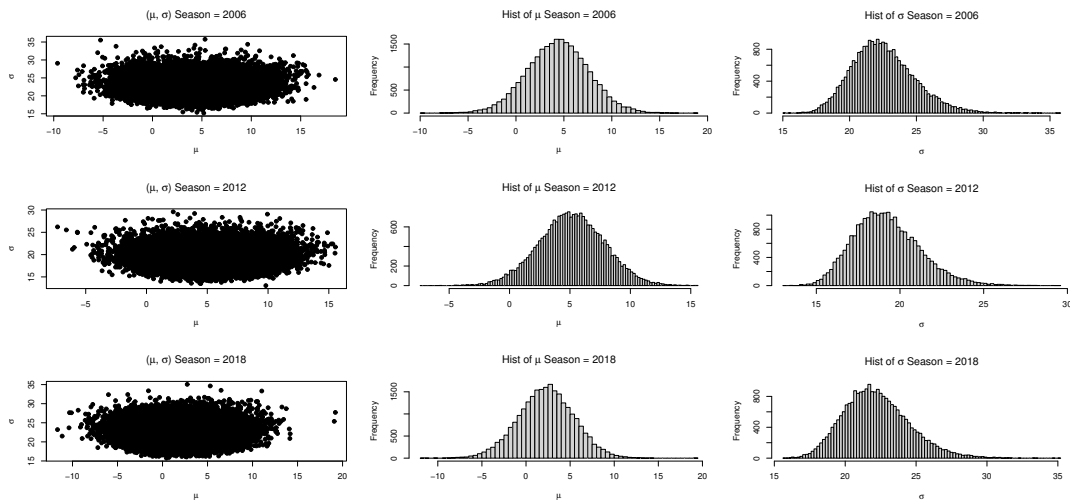 (μ, σ) Season = 2006
σ
15 20 25 30 35
−10 −5 0 5 10 15
μ
Hist of μ Season = 2006
Frequency
0 500 1500
−10 −5 0 5 10 15 20
μ
Hist of σ Season = 2006
Frequency
0 400 800
15 20 25 30 35
σ
(μ, σ) Season = 2012
σ
15 20 25 30
−5 0 5 10 15
μ
Hist of μ Season = 2012
Frequency
0 200 600
−5 0 5 10 15
μ
Hist of σ Season = 2012
Frequency
0 400 1000
15 20 25 30
σ
(μ, σ) Season = 2018
σ
15 20 25 30 35
−10 −5 0 5 10 15 20
μ
Hist of μ Season = 2018
Frequency
0 500 1500
−10 −5 0 5 10 15 20
μ
Hist of σ Season = 2018
Frequency
0 400 800
15 20 25 30 35
σ